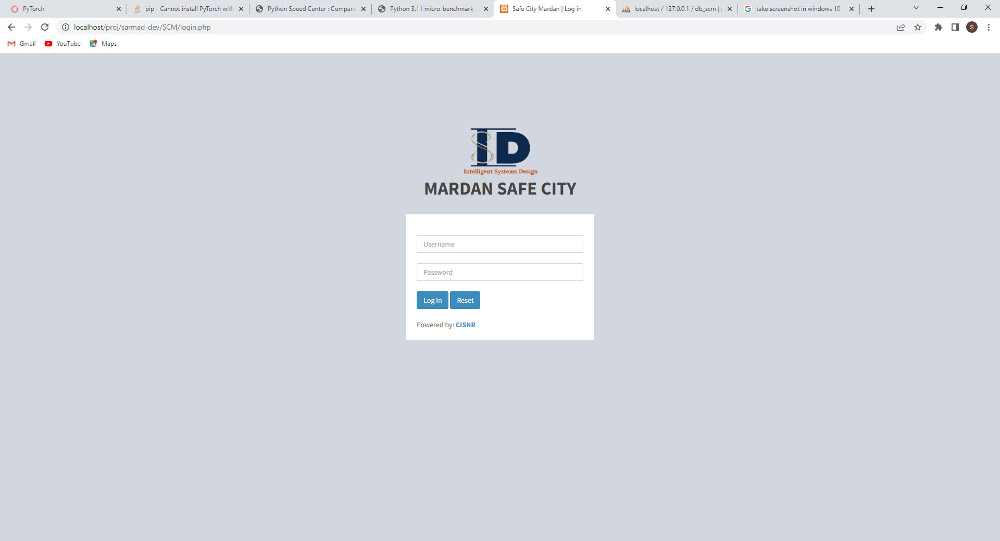 PyTorch
pip - Cannot install PyTorch with
Python Speed Center : Comparis
Python 3.11 micro-benchmark -
Safe City Mardan | Log in
localhost / 127.0.0.1 / db_scm |
take screenshot in windows 10 -
localhost/proj/sarmad-dev/SCM/login.php
S
Gmail
YouTube
Maps
ISD
Intelligent Systems Design
MARDAN SAFE CITY
Username
Password
Log In Reset
Powered by: CISNR